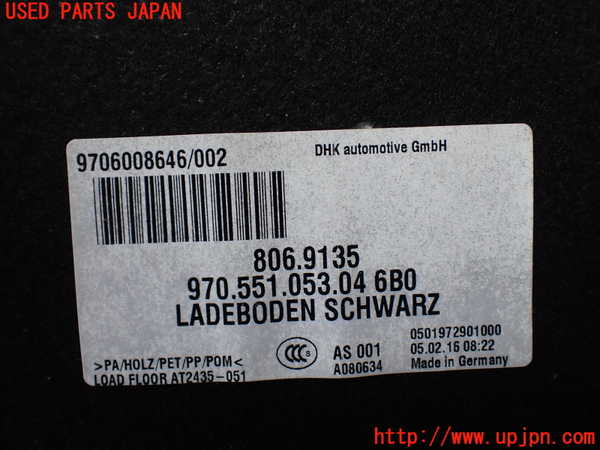 USED PARTS JAPAN
9706008646/002
DHK automotive GmbH
806.9135
970.551.053.04 6B0
LADEBODEN SCHWARZ
>PA/HOLZ/PET/PP/POM<
LOAD FLOOR AT2435-051
CCC S
AS 001
A080634
0501972901000
05.02.16 08:22
Made in Germany
http://www.upjpn.com/